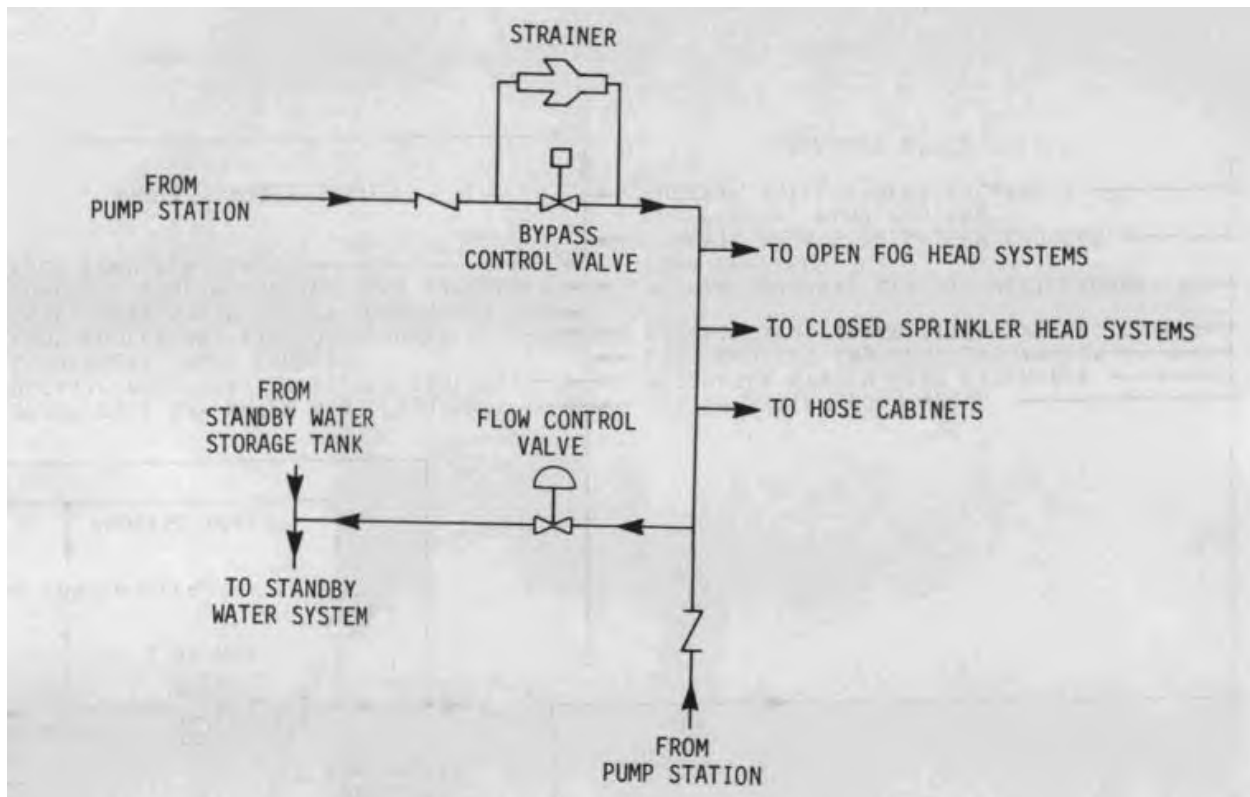 STRAINER
FROM
PUMP STATION
BYPASS
CONTROL VALVE
TO OPEN FOG HEAD SYSTEMS
TO CLOSED SPRINKLER HEAD SYSTEMS
TO HOSE CABINETS
FROM
STANDBY WATER
STORAGE TANK
FLOW CONTROL
VALVE
TO STANDBY
WATER SYSTEM
FROM
PUMP STATION